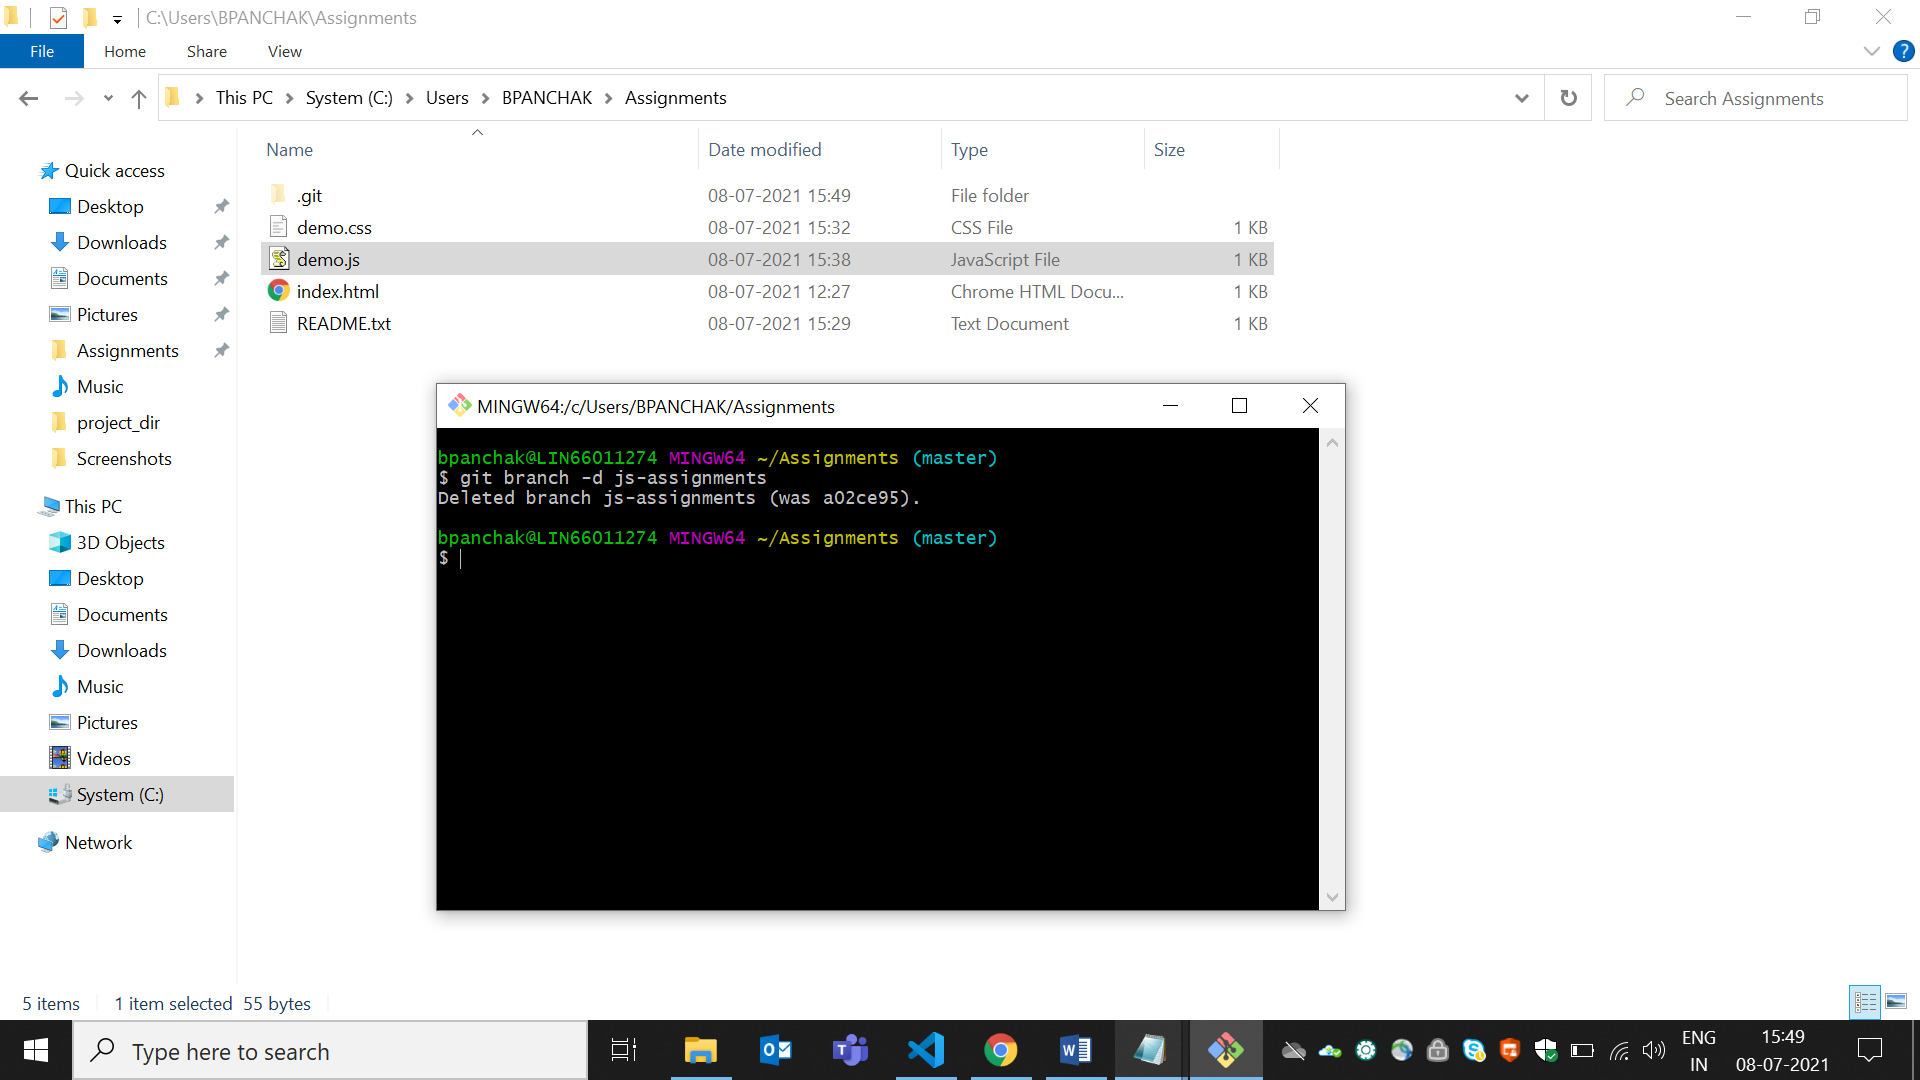 C:\Users\BPANCHAK\Assignments
File Home Share View
This PC System (C:) Users BPANCHAK Assignments
Search Assignments
Name Date modified Type Size
Quick access
Desktop
Downloads
Documents
Pictures
Assignments
Music
project_dir
Screenshots
This PC
3D Objects
Desktop
Documents
Downloads
Music
Pictures
Videos
System (C:)
Network
.git 08-07-2021 15:49 File folder
demo.css 08-07-2021 15:32 CSS File 1 KB
demo.js 08-07-2021 15:38 JavaScript File 1 KB
index.html 08-07-2021 12:27 Chrome HTML Docu... 1 KB
README.txt 08-07-2021 15:29 Text Document 1 KB
MINGW64:/c/Users/BPANCHAK/Assignments
bpanchak@LIN66011274 MINGW64 ~/Assignments (master)
$ git branch -d js-assignments
Deleted branch js-assignments (was a02ce95).
bpanchak@LIN66011274 MINGW64 ~/Assignments (master)
$
5 items 1 item selected 55 bytes
Type here to search
ENG
IN
15:49
08-07-2021